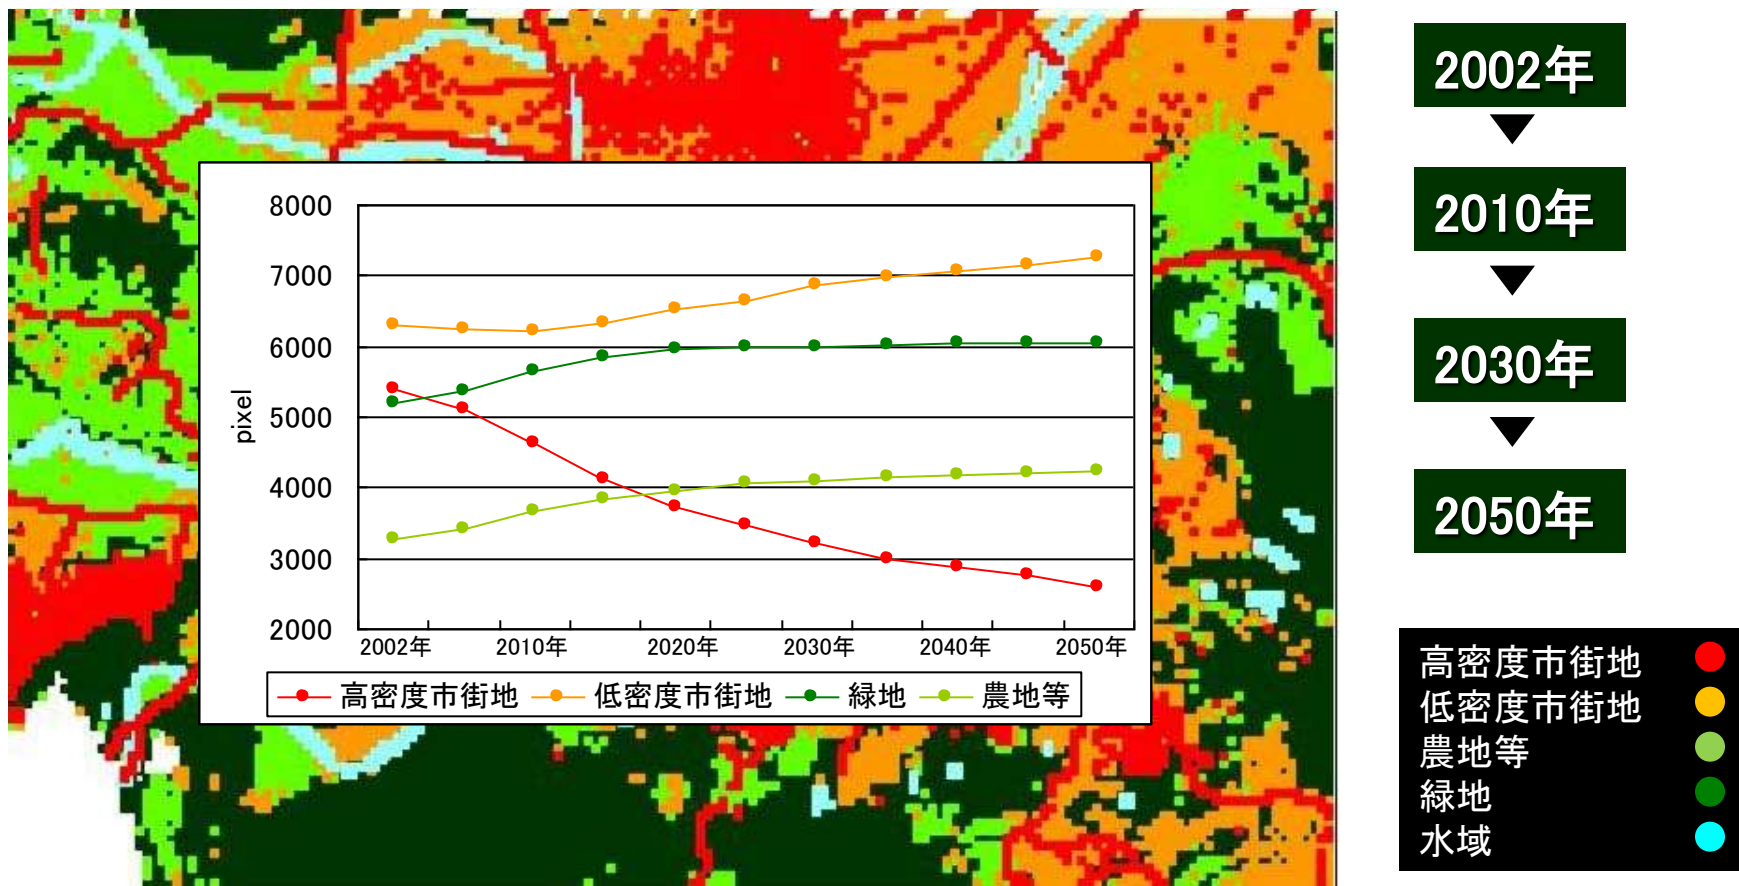 8000
7000
6000
5000
4000
3000
2000
pixel
2002年 2010年 2020年 2030年 2040年 2050年
高密度市街地 低密度市街地 緑地 農地等
2002年
2010年
2030年
2050年
高密度市街地
低密度市街地
農地等
緑地
水域